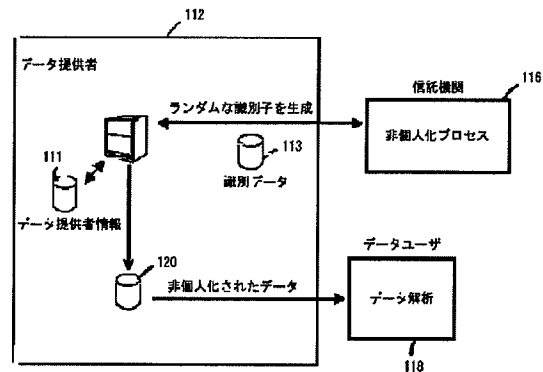 112
データ提供者
ランダムな識別子を生成
信託機関
116
非個人化プロセス
111
113
識別データ
データ提供者情報
120
非個人化されたデータ
データユーザ
データ解析
118